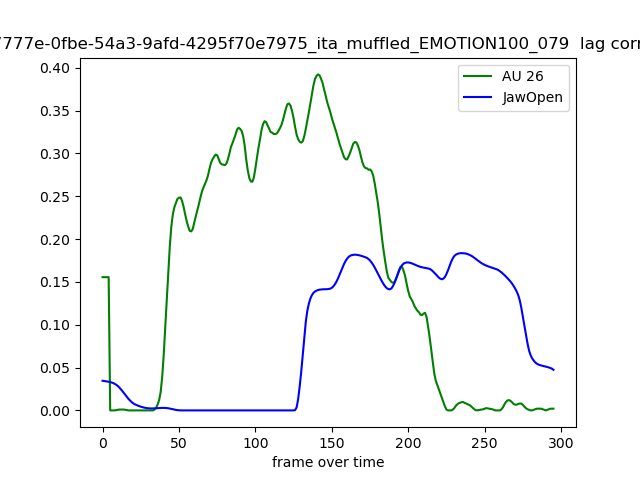 7777e-0fbe-54a3-9afd-4295f70e7975_ita_muffled_EMOTION100_079 lag corr
AU 26
JawOpen
0.40
0.35
0.30
0.25
0.20
0.15
0.10
0.05
0.00
0 50 100 150 200 250 300
frame over time